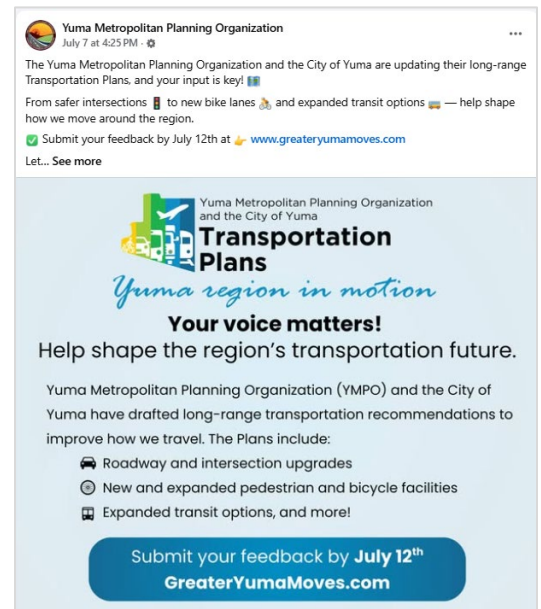 Yuma Metropolitan Planning Organization
July 7 at 4:25 PM ·
The Yuma Metropolitan Planning Organization and the City of Yuma are updating their long-range
Transportation Plans, and your input is key!
From safer intersections 🚦 to new bike lanes 🚴 and expanded transit options 🚌 — help shape
how we move around the region.
✅ Submit your feedback by July 12th at 👉 www.greateryumamoves.com
Let... See more
Yuma Metropolitan Planning Organization
and the City of Yuma
Transportation
Plans
Yuma region in motion
Your voice matters!
Help shape the region's transportation future.
Yuma Metropolitan Planning Organization (YMPO) and the City of
Yuma have drafted long-range transportation recommendations to
improve how we travel. The Plans include:
Roadway and intersection upgrades
New and expanded pedestrian and bicycle facilities
Expanded transit options, and more!
Submit your feedback by July 12th
GreaterYumaMoves.com